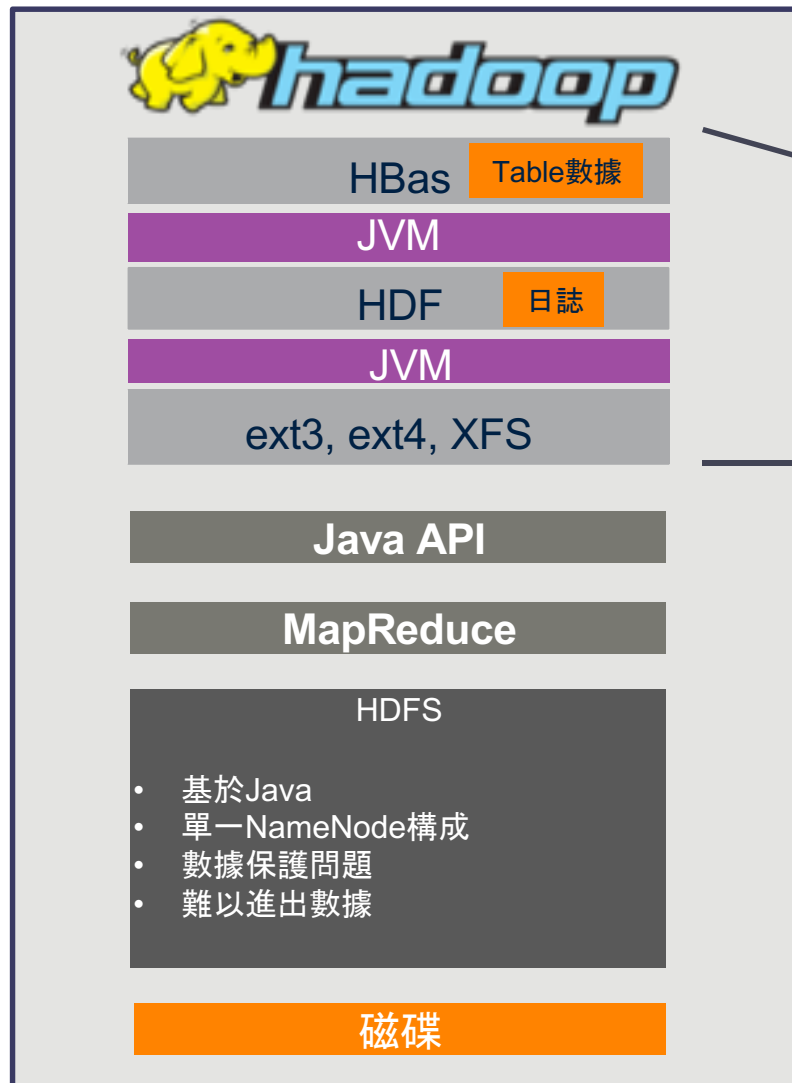 hadoop
HBas Table數據
JVM
HDF 日誌
JVM
ext3, ext4, XFS
Java API
MapReduce
HDFS
• 基於Java
• 單一NameNode構成
• 數據保護問題
• 難以進出數據
磁碟